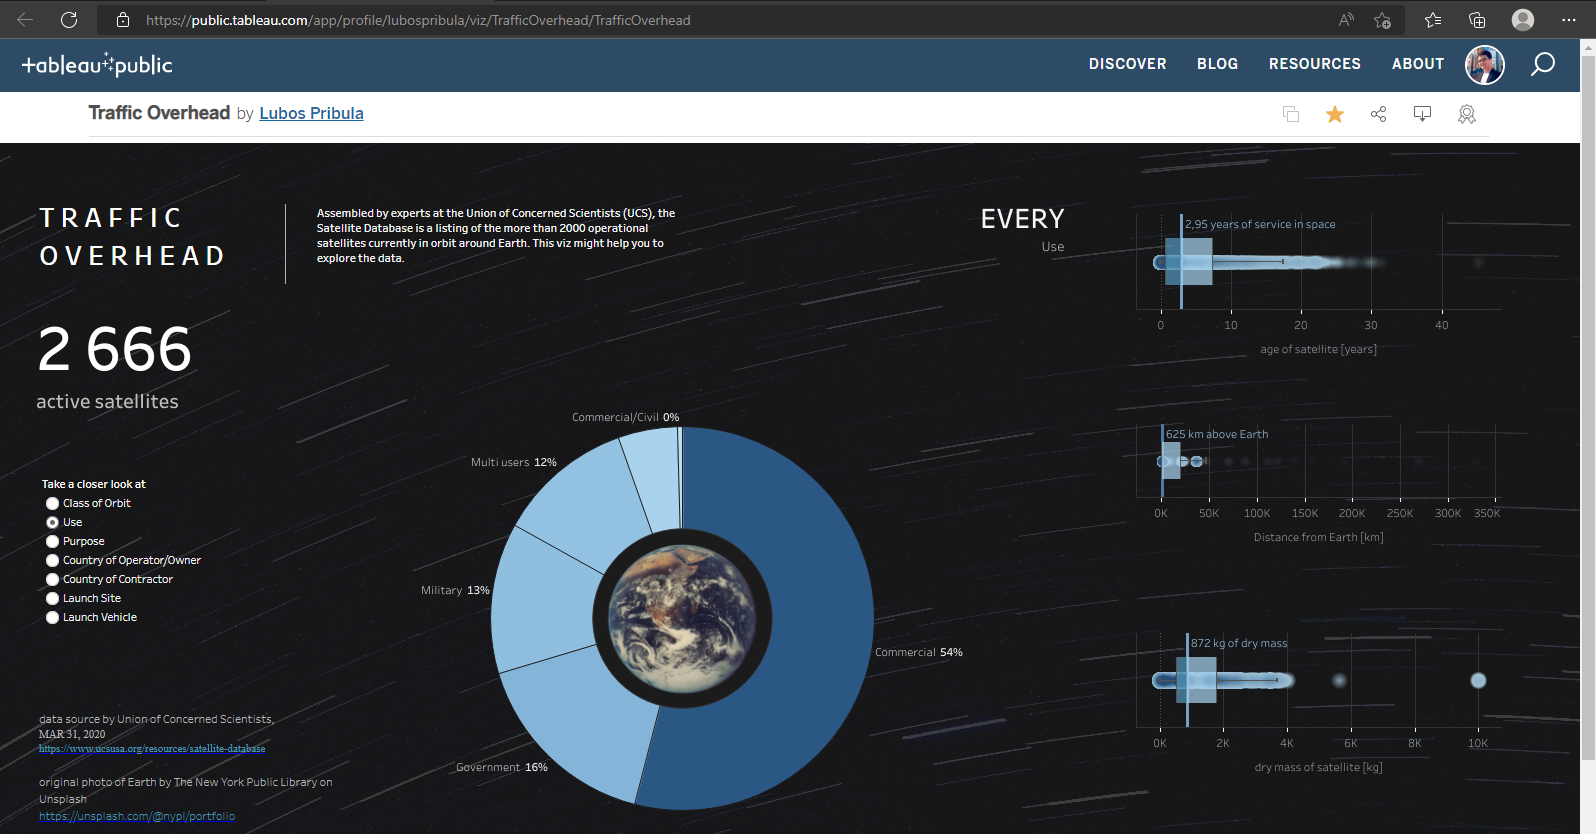 https://public.tableau.com/app/profile/lubospribula/viz/TrafficOverhead/TrafficOverhead
+ableau public
DISCOVER BLOG RESOURCES ABOUT
Traffic Overhead by Lubos Pribula
TRAFFIC
OVERHEAD
Assembled by experts at the Union of Concerned Scientists (UCS), the
Satellite Database is a listing of the more than 2000 operational
satellites currently in orbit around Earth. This viz might help you to
explore the data.
2 666
active satellites
Take a closer look at
Class of Orbit
Use
Purpose
Country of Operator/Owner
Country of Contractor
Launch Site
Launch Vehicle
data source by Union of Concerned Scientists,
MAR 31, 2020
https://www.ucsusa.org/resources/satellite-database
original photo of Earth by The New York Public Library on
Unsplash
https://unsplash.com/@nypl/portfolio
Commercial/Civil 0%
Multi users 12%
Military 13%
Government 16%
Commercial 54%
EVERY
Use
2,95 years of service in space
0 10 20 30 40
age of satellite [years]
625 km above Earth
0K 50K 100K 150K 200K 250K 300K 350K
Distance from Earth [km]
872 kg of dry mass
0K 2K 4K 6K 8K 10K
dry mass of satellite [kg]